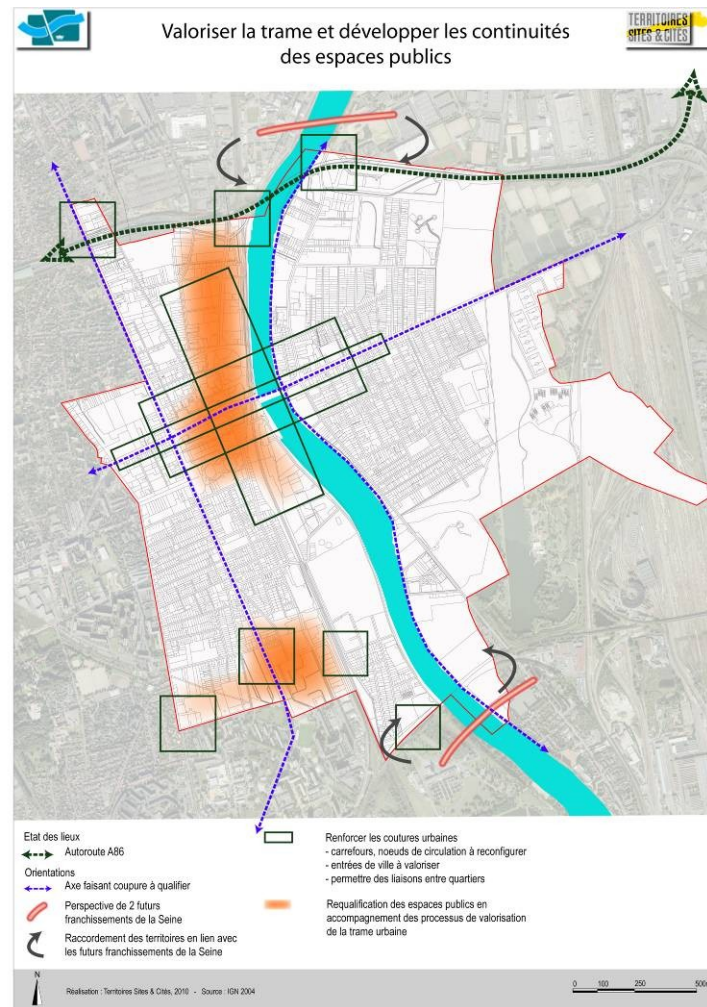 Valoriser la trame et développer les continuités
des espaces publics
TERRITOIRES
SITES & CITÉS
Etat des lieux
Autoroute A86
Orientations
Axe faisant coupure à qualifier
Perspective de 2 futurs
franchissements de la Seine
Raccordement des territoires en lien avec
les futurs franchissements de la Seine
Renforcer les coutures urbaines
- carrefours, noeuds de circulation à reconfigurer
- entrées de ville à valoriser
- permettre des liaisons entre quartiers
Requalification des espaces publics en
accompagnement des processus de valorisation
de la trame urbaine
N
Réalisation : Territoires Sites & Cités, 2010 - Source : IGN 2004
0 100 250 500m